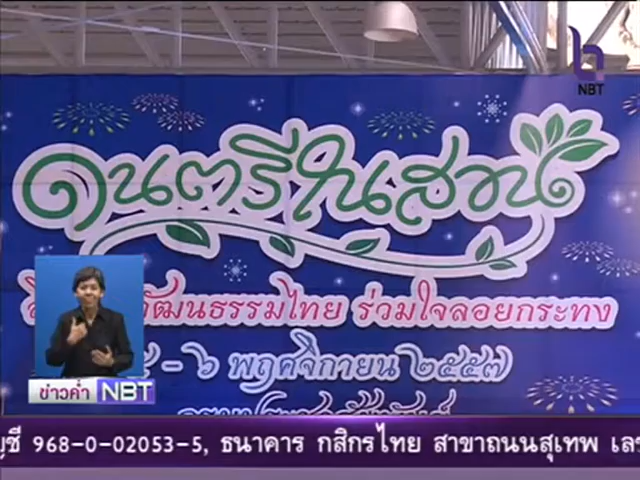 NBT
ดนตรีในสวน
วัฒนธรรมไทย ร่วมใจลอยกระทง
- ๖ พฤศจิกายน ๒๕๕๗
ข่าวค่ำ NBT
968-0-02053-5, ธนาคาร กสิกรไทย สาขาถนนสุเทพ